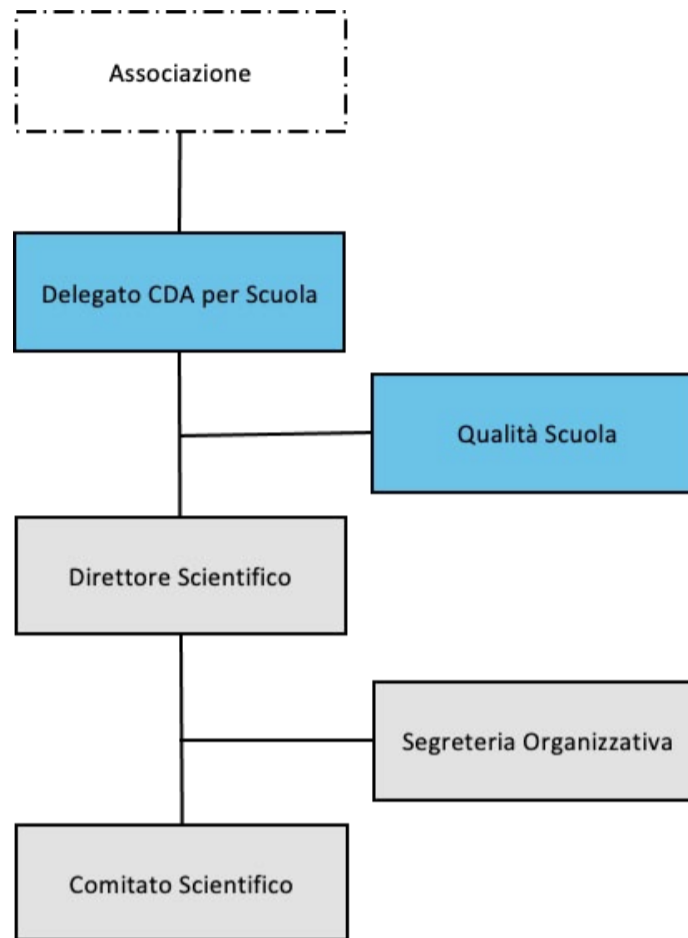 Associazione
Delegato CDA per Scuola
Qualità Scuola
Direttore Scientifico
Segreteria Organizzativa
Comitato Scientifico